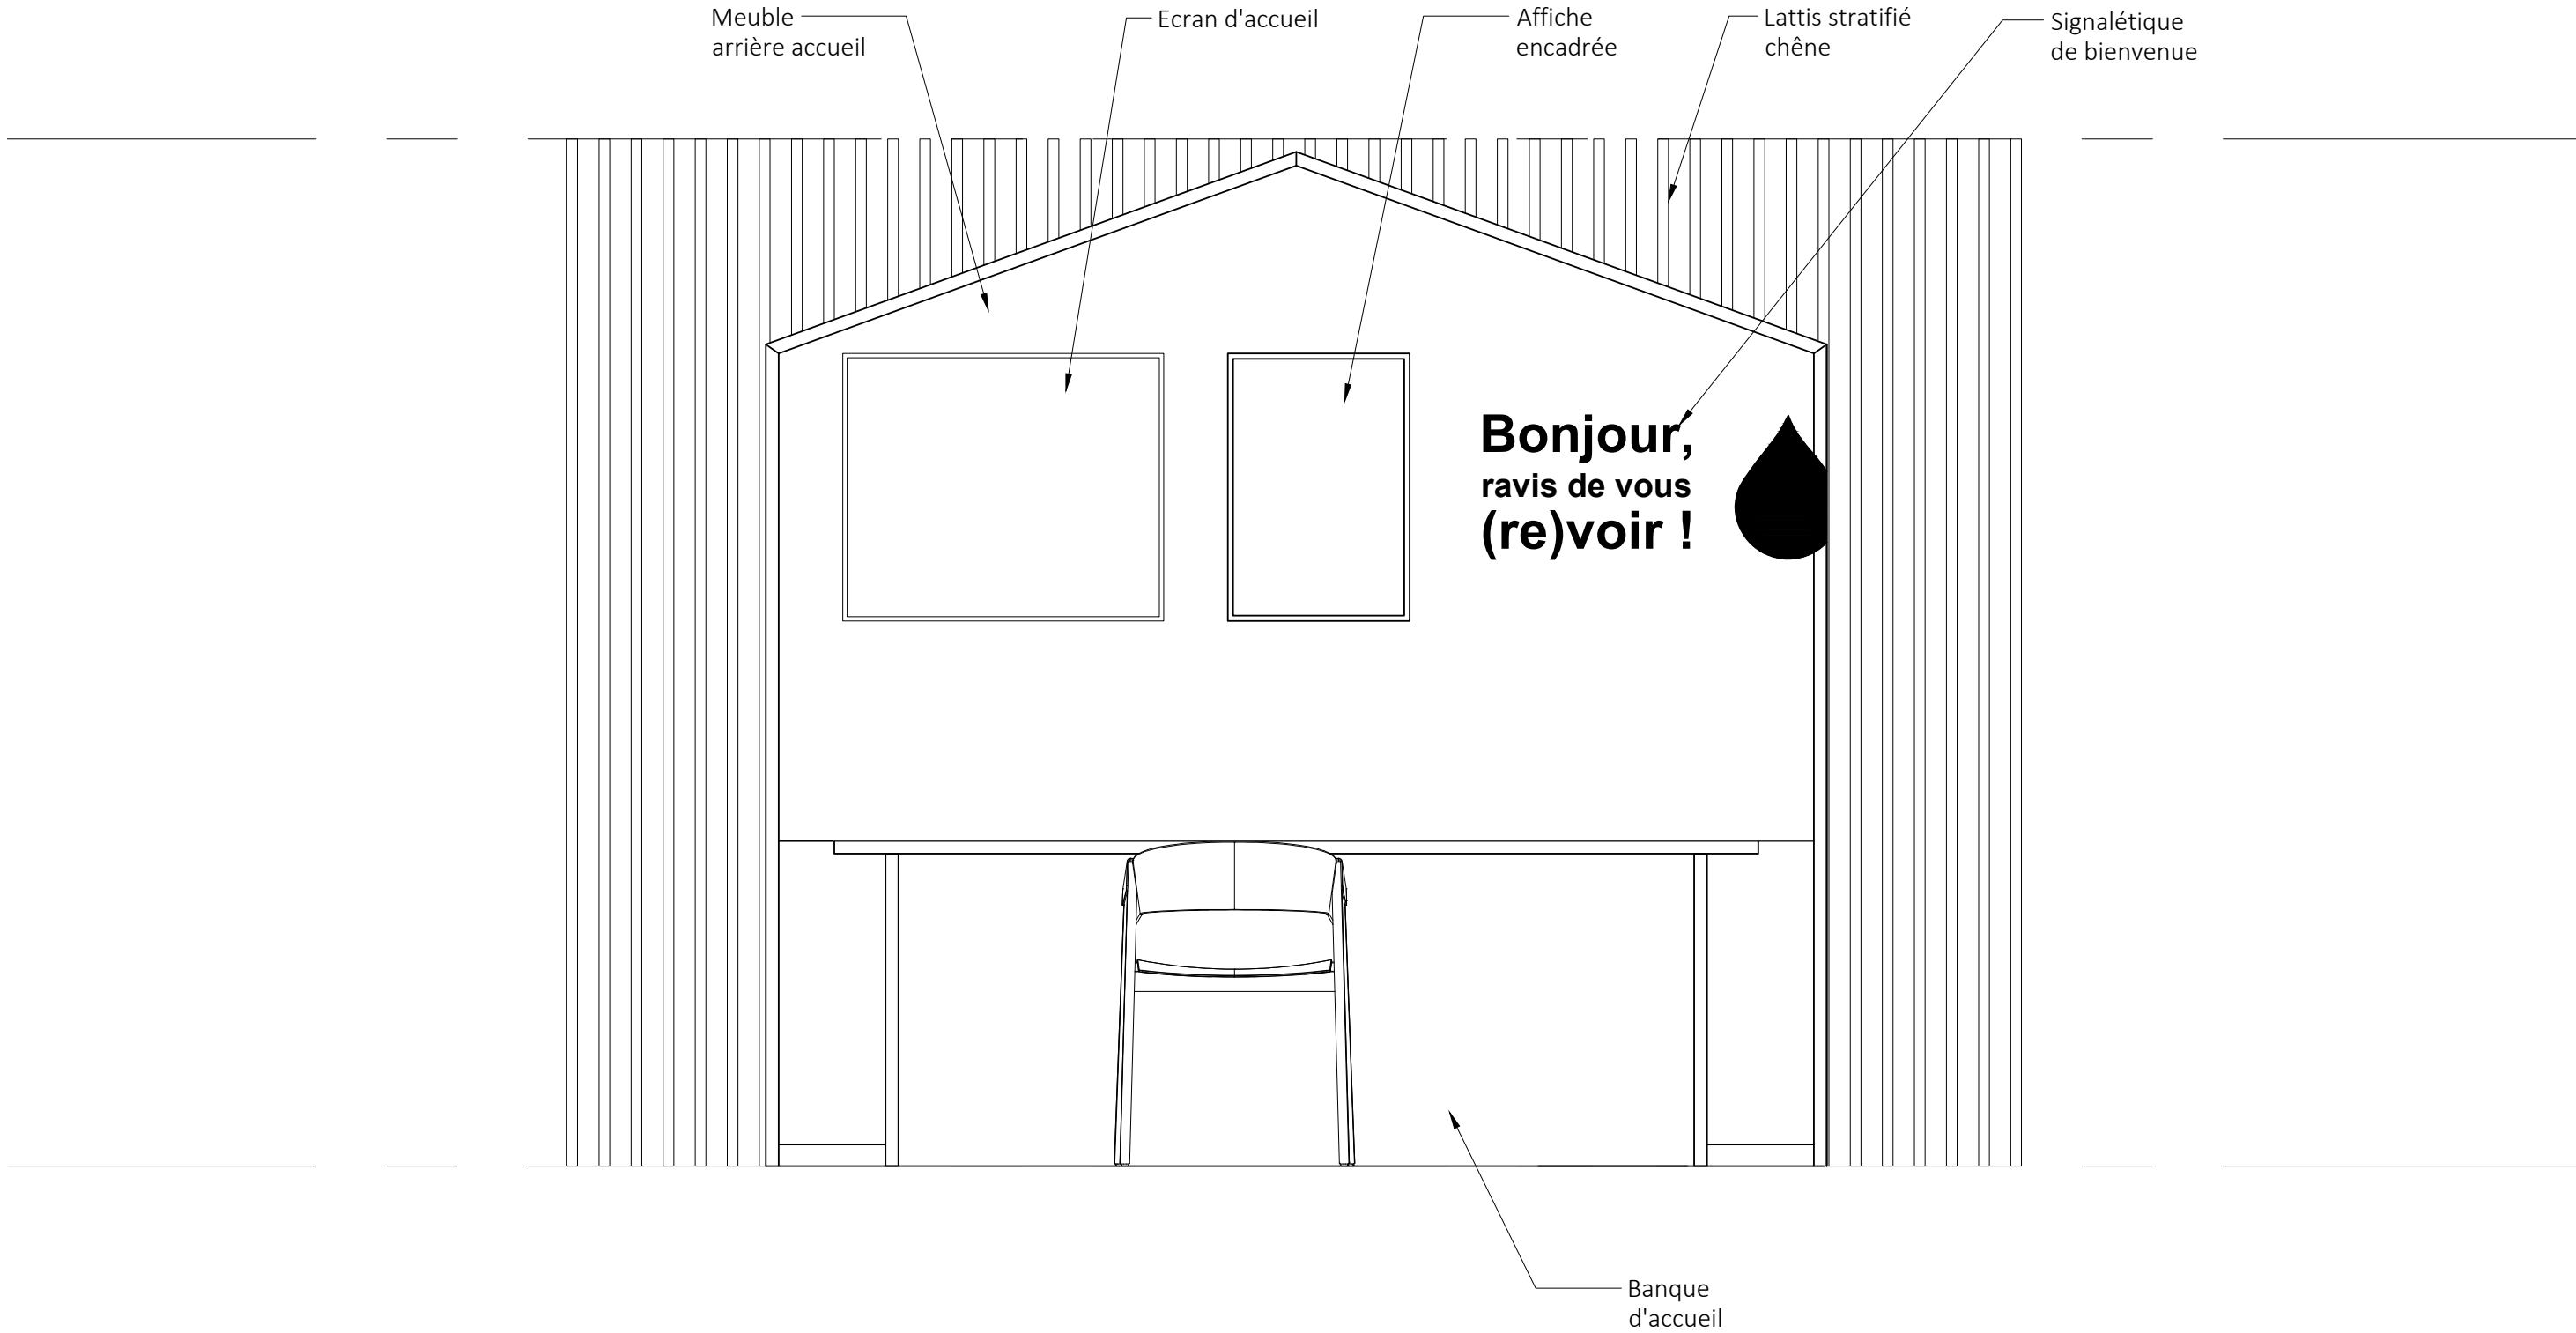 Meuble
arrière accueil
Ecran d'accueil
Affiche
encadrée
Lattis stratifié
chêne
Signalétique
de bienvenue
Bonjour,
ravis de vous
(re)voir !
Banque
d'accueil